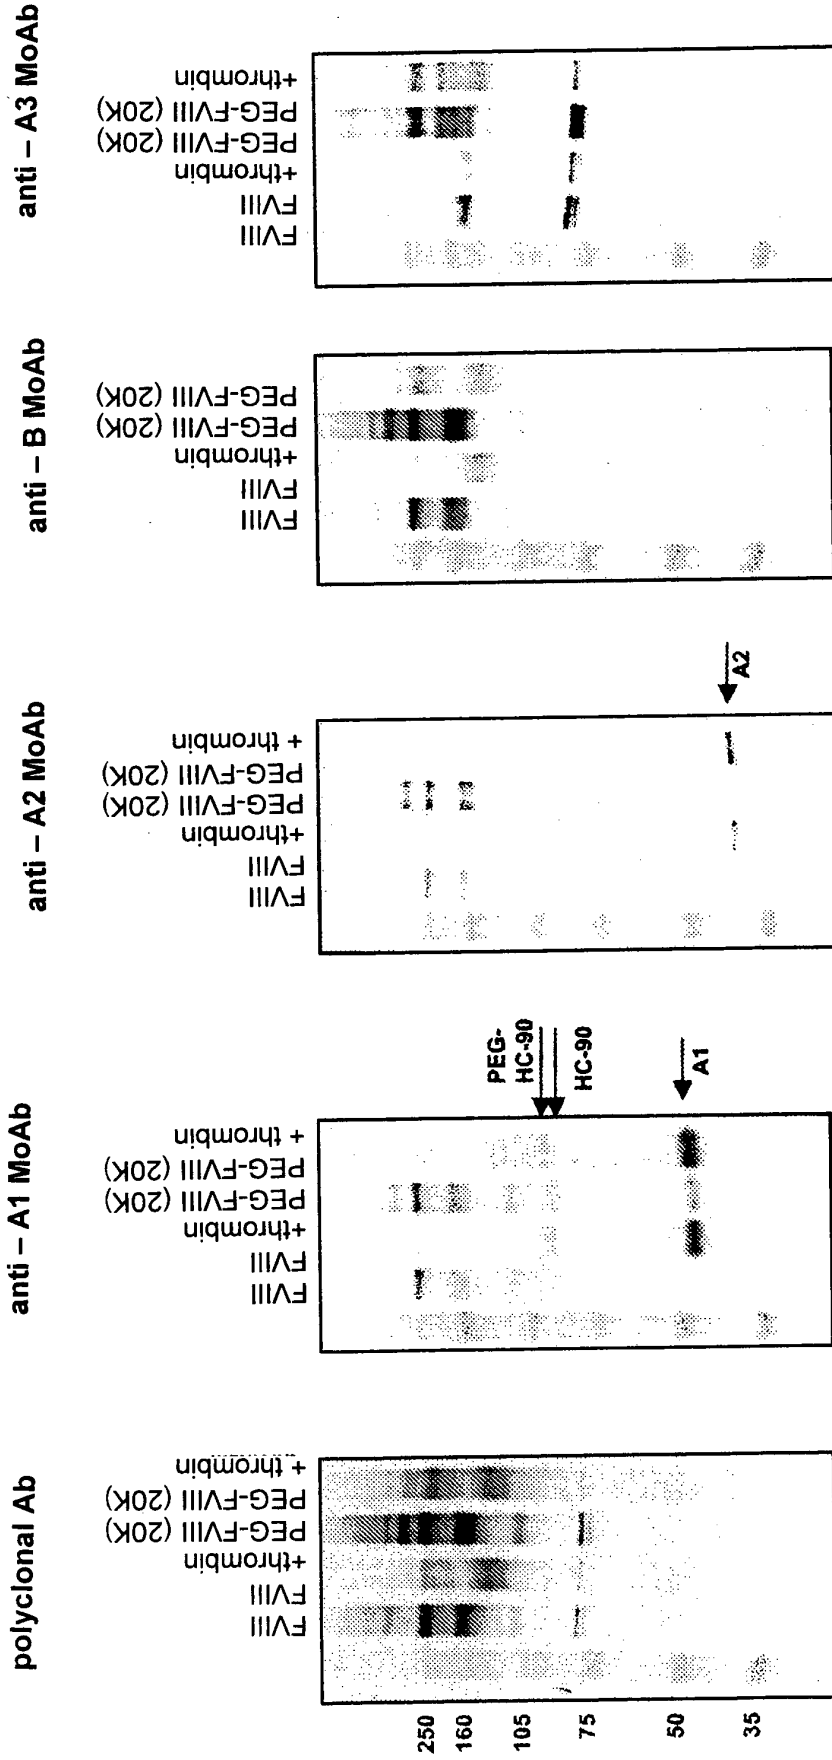 polyclonal Ab
FVIII
FVIII
+thrombin
PEG-FVIII (20K)
PEG-FVIII (20K)
+ thrombin
250
160
105
75
50
35
anti – A1 MoAb
FVIII
FVIII
+thrombin
PEG-FVIII (20K)
PEG-FVIII (20K)
+ thrombin
PEG-
HC-90
HC-90
A1
anti – A2 MoAb
FVIII
FVIII
+thrombin
PEG-FVIII (20K)
PEG-FVIII (20K)
+ thrombin
A2
anti – B MoAb
FVIII
FVIII
+thrombin
PEG-FVIII (20K)
PEG-FVIII (20K)
anti – A3 MoAb
FVIII
FVIII
+thrombin
PEG-FVIII (20K)
PEG-FVIII (20K)
+thrombin